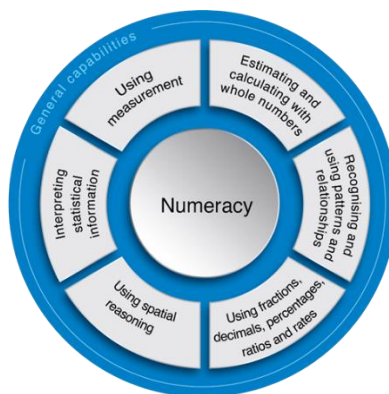 General capabilities
Using
measurement
Estimating and
calculating with
whole numbers
Recognising and
using patterns and
relationships
Using fractions,
decimals, percentages,
ratios and rates
Using spatial
reasoning
Interpreting
statistical
information
Numeracy